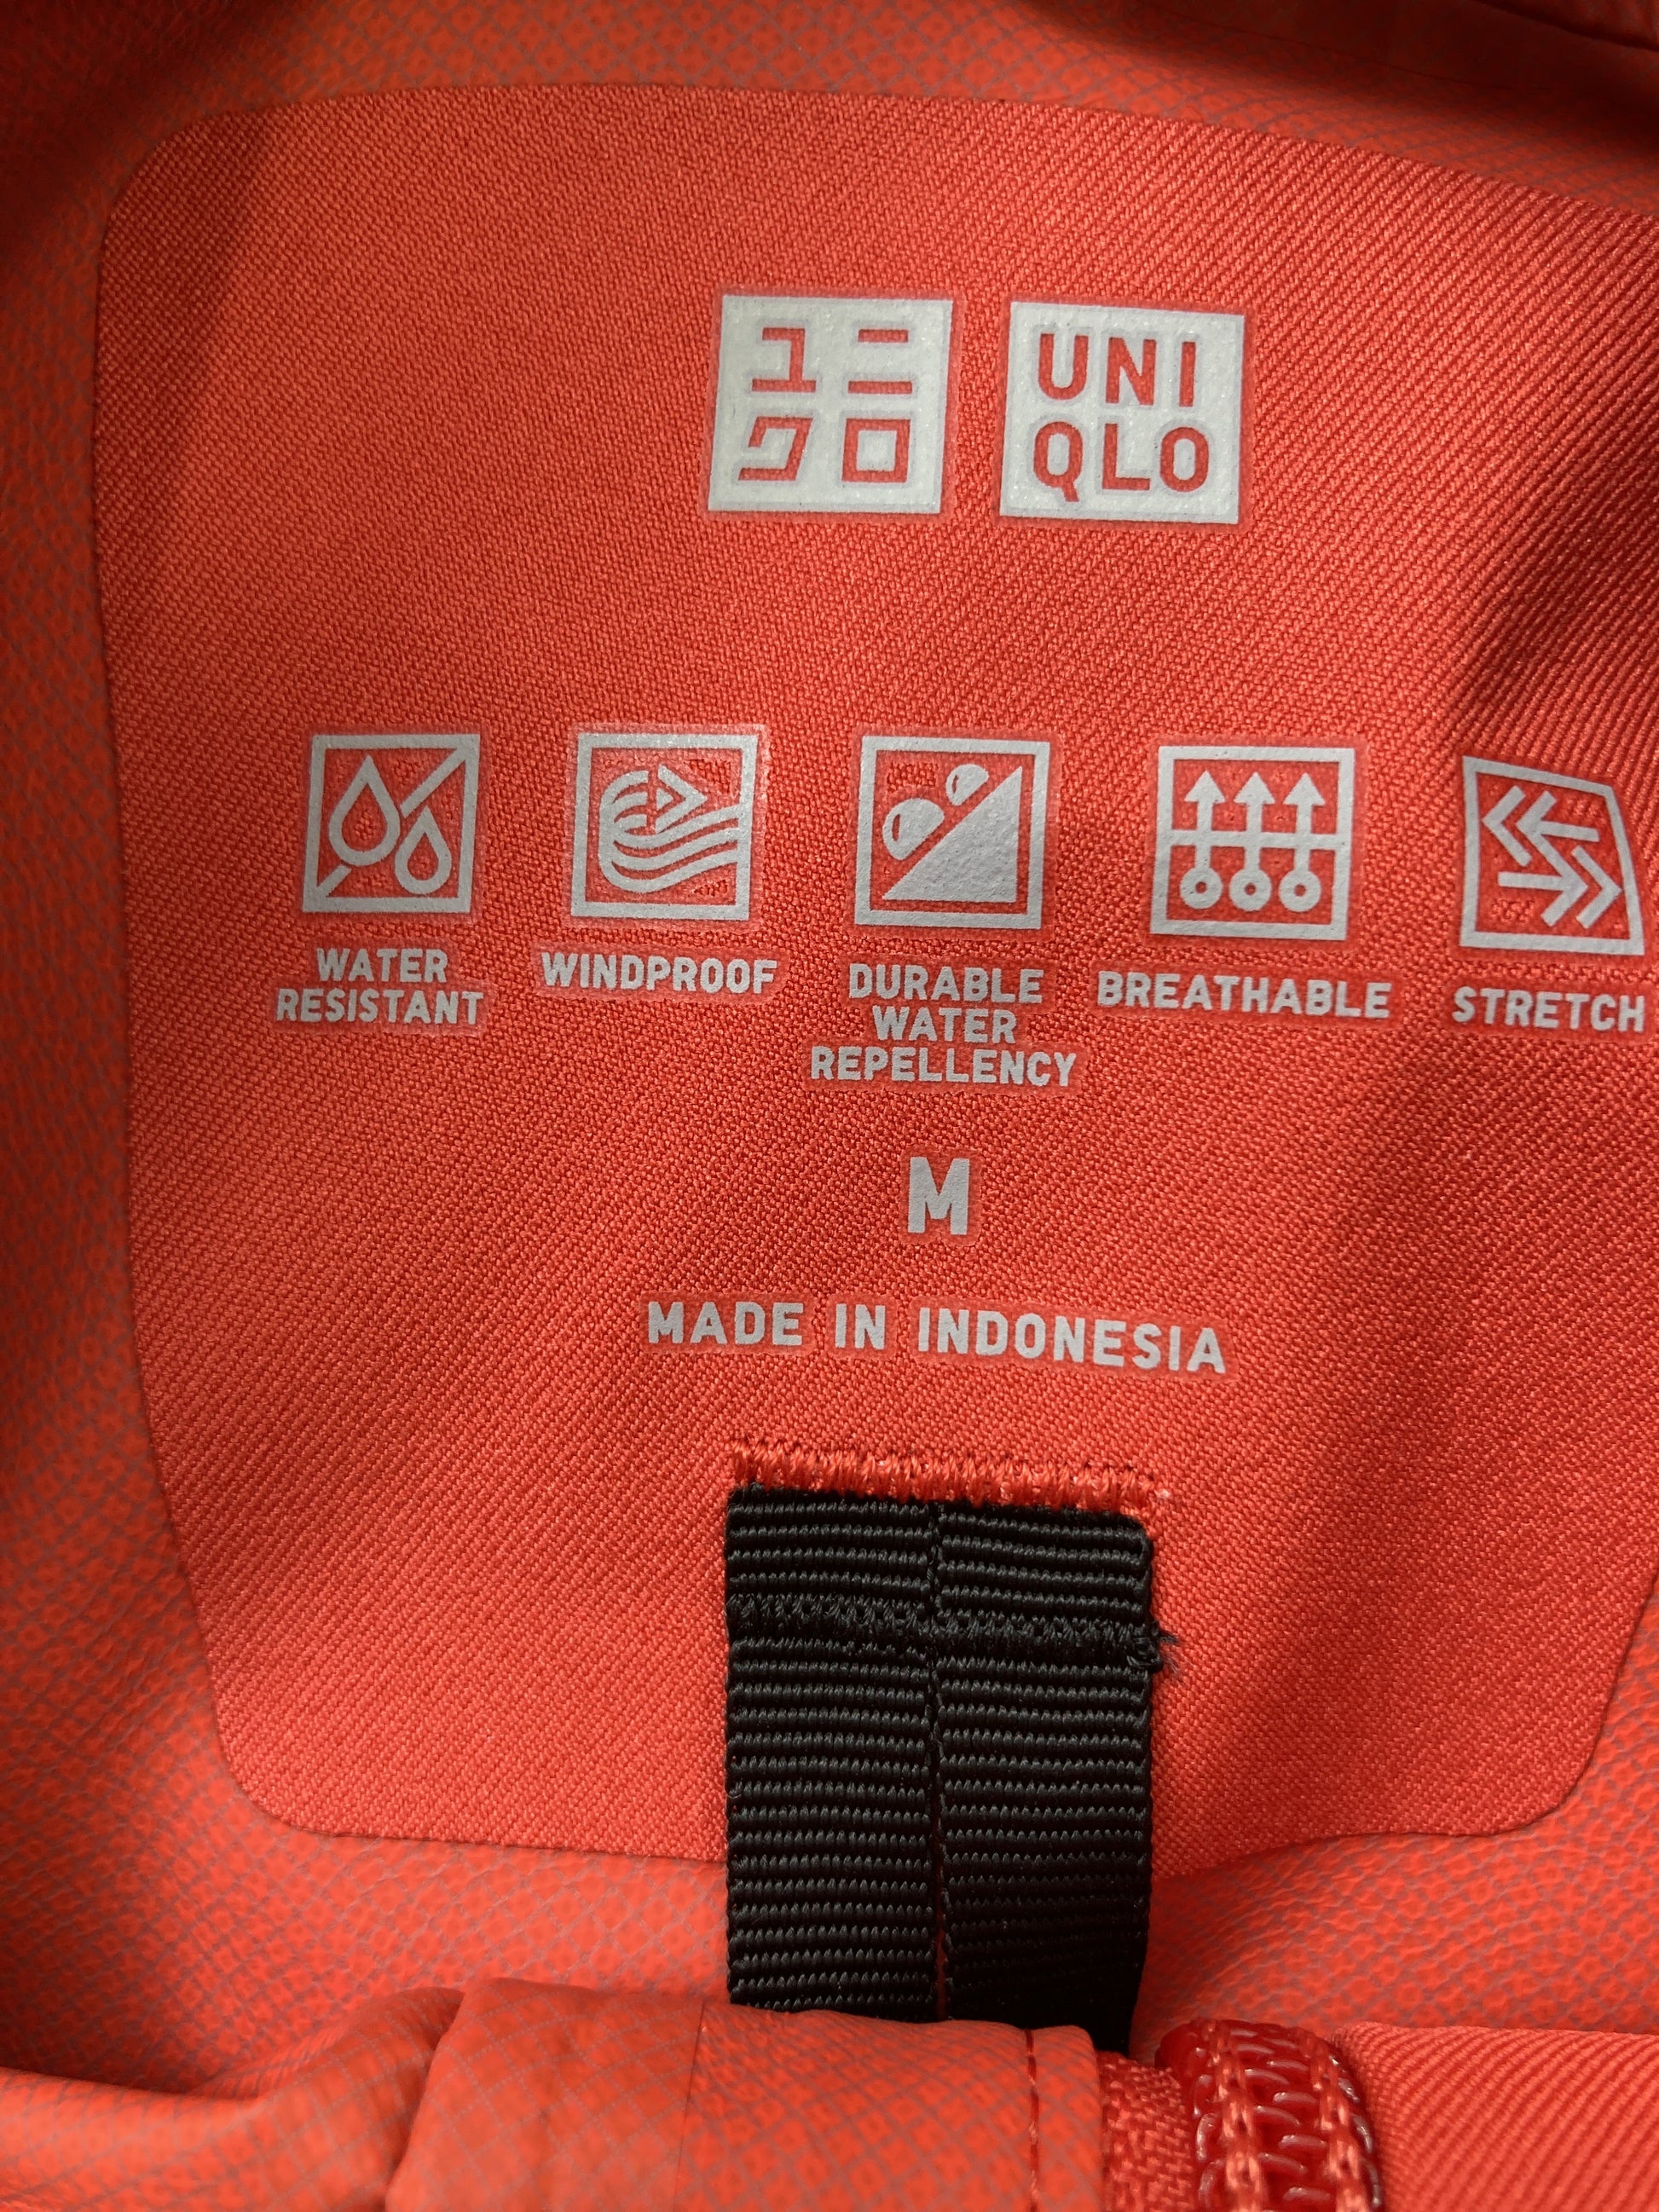 ユニ
クロ
UNI
QLO
WATER
RESISTANT
WINDPROOF
DURABLE
WATER
REPELLENCY
BREATHABLE
STRETCH
M
MADE IN INDONESIA